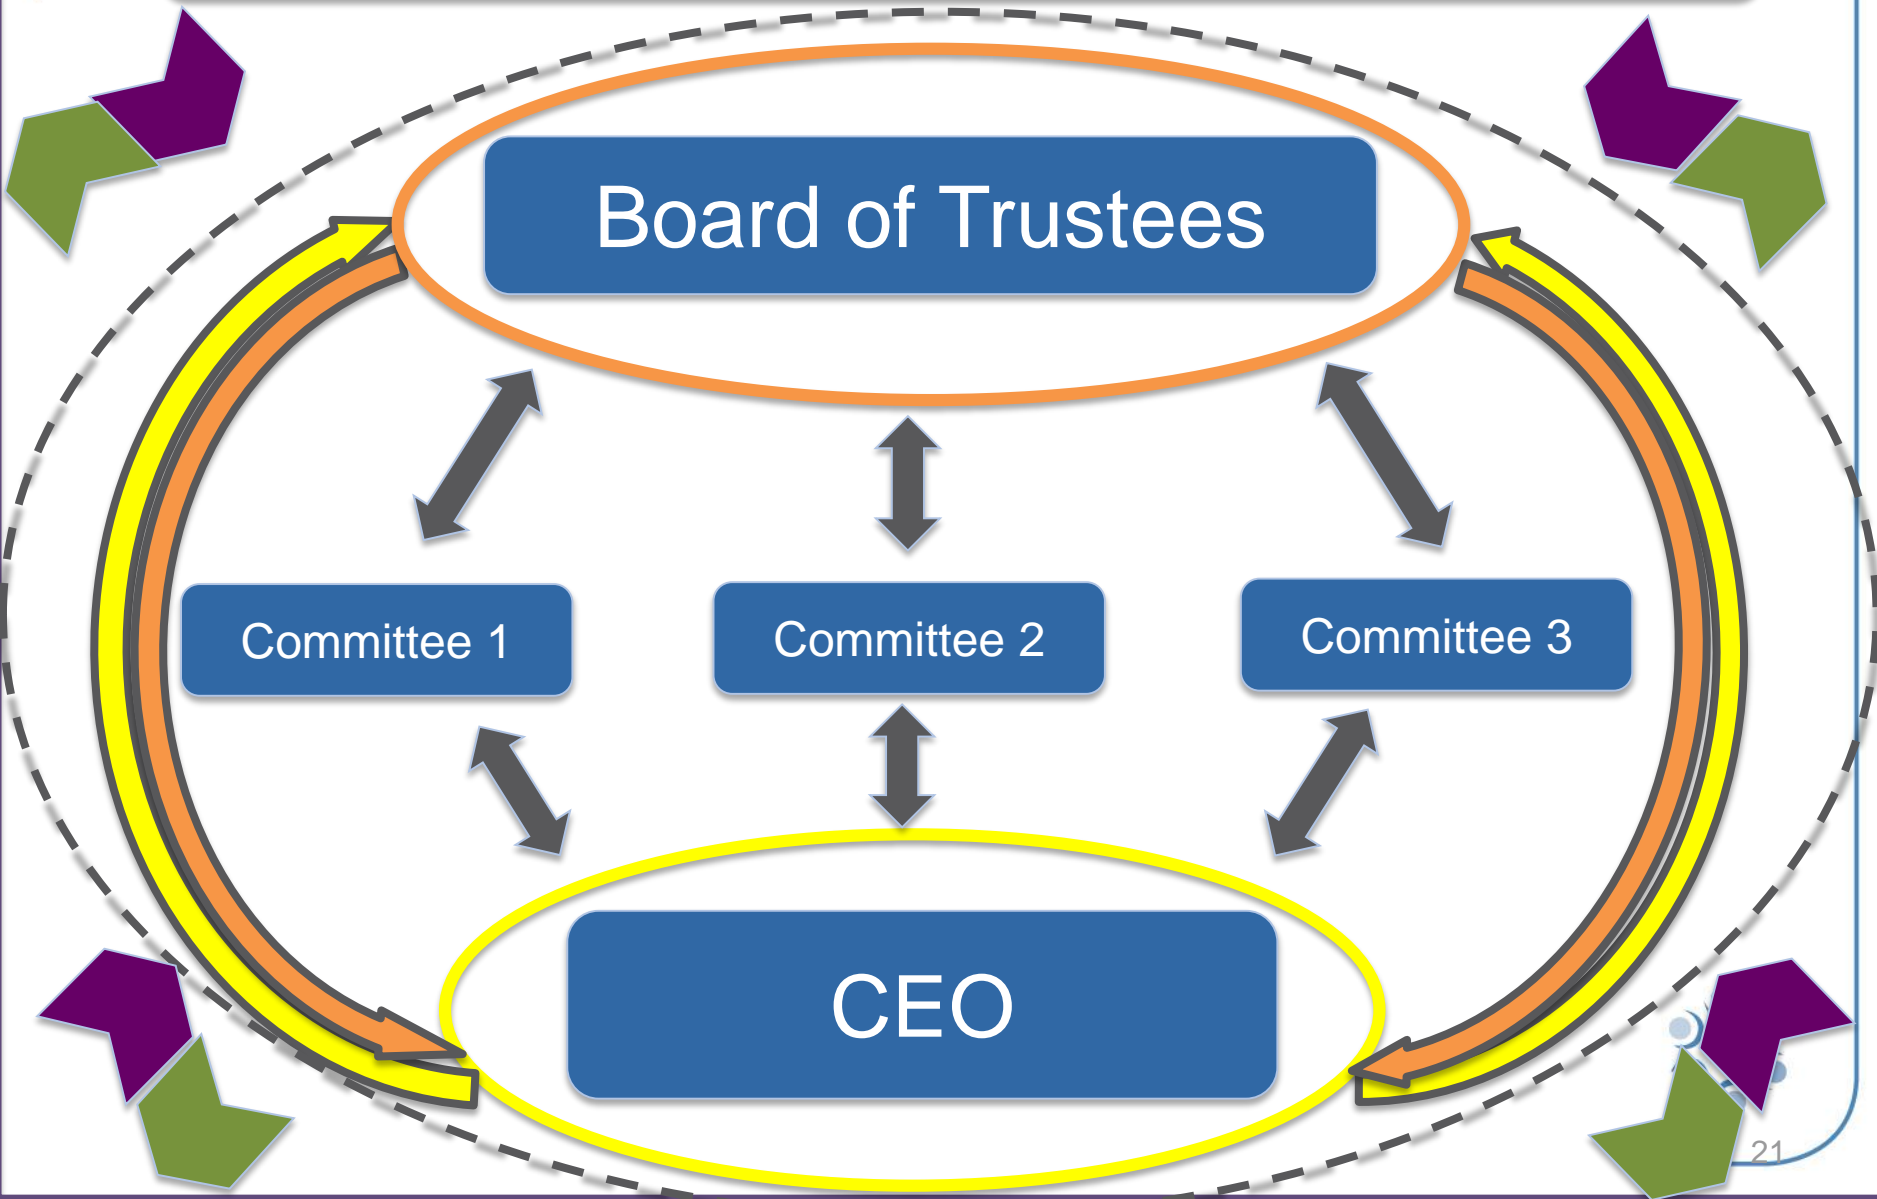 Board of Trustees
Committee 1
Committee 2
Committee 3
CEO
21